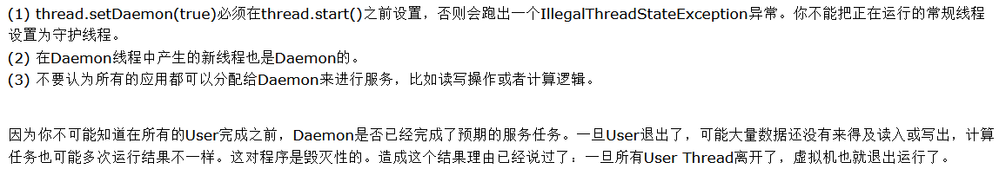 (1) thread.setDaemon(true)必须在thread.start()之前设置，否则会跑出一个IllegalThreadStateException异常。你不能把正在运行的常规线程
设置为守护线程。
(2) 在Daemon线程中产生的新线程也是Daemon的。
(3) 不要认为所有的应用都可以分配给Daemon来进行服务，比如读写操作或者计算逻辑。
因为你不可能知道在所有的User完成之前，Daemon是否已经完成了预期的服务任务。一旦User退出了，可能大量数据还没有来得及读入或写出，计算
任务也可能多次运行结果不一样。这对程序是毁灭性的。造成这个结果理由已经说过了：一旦所有User Thread离开了，虚拟机也就退出运行了。